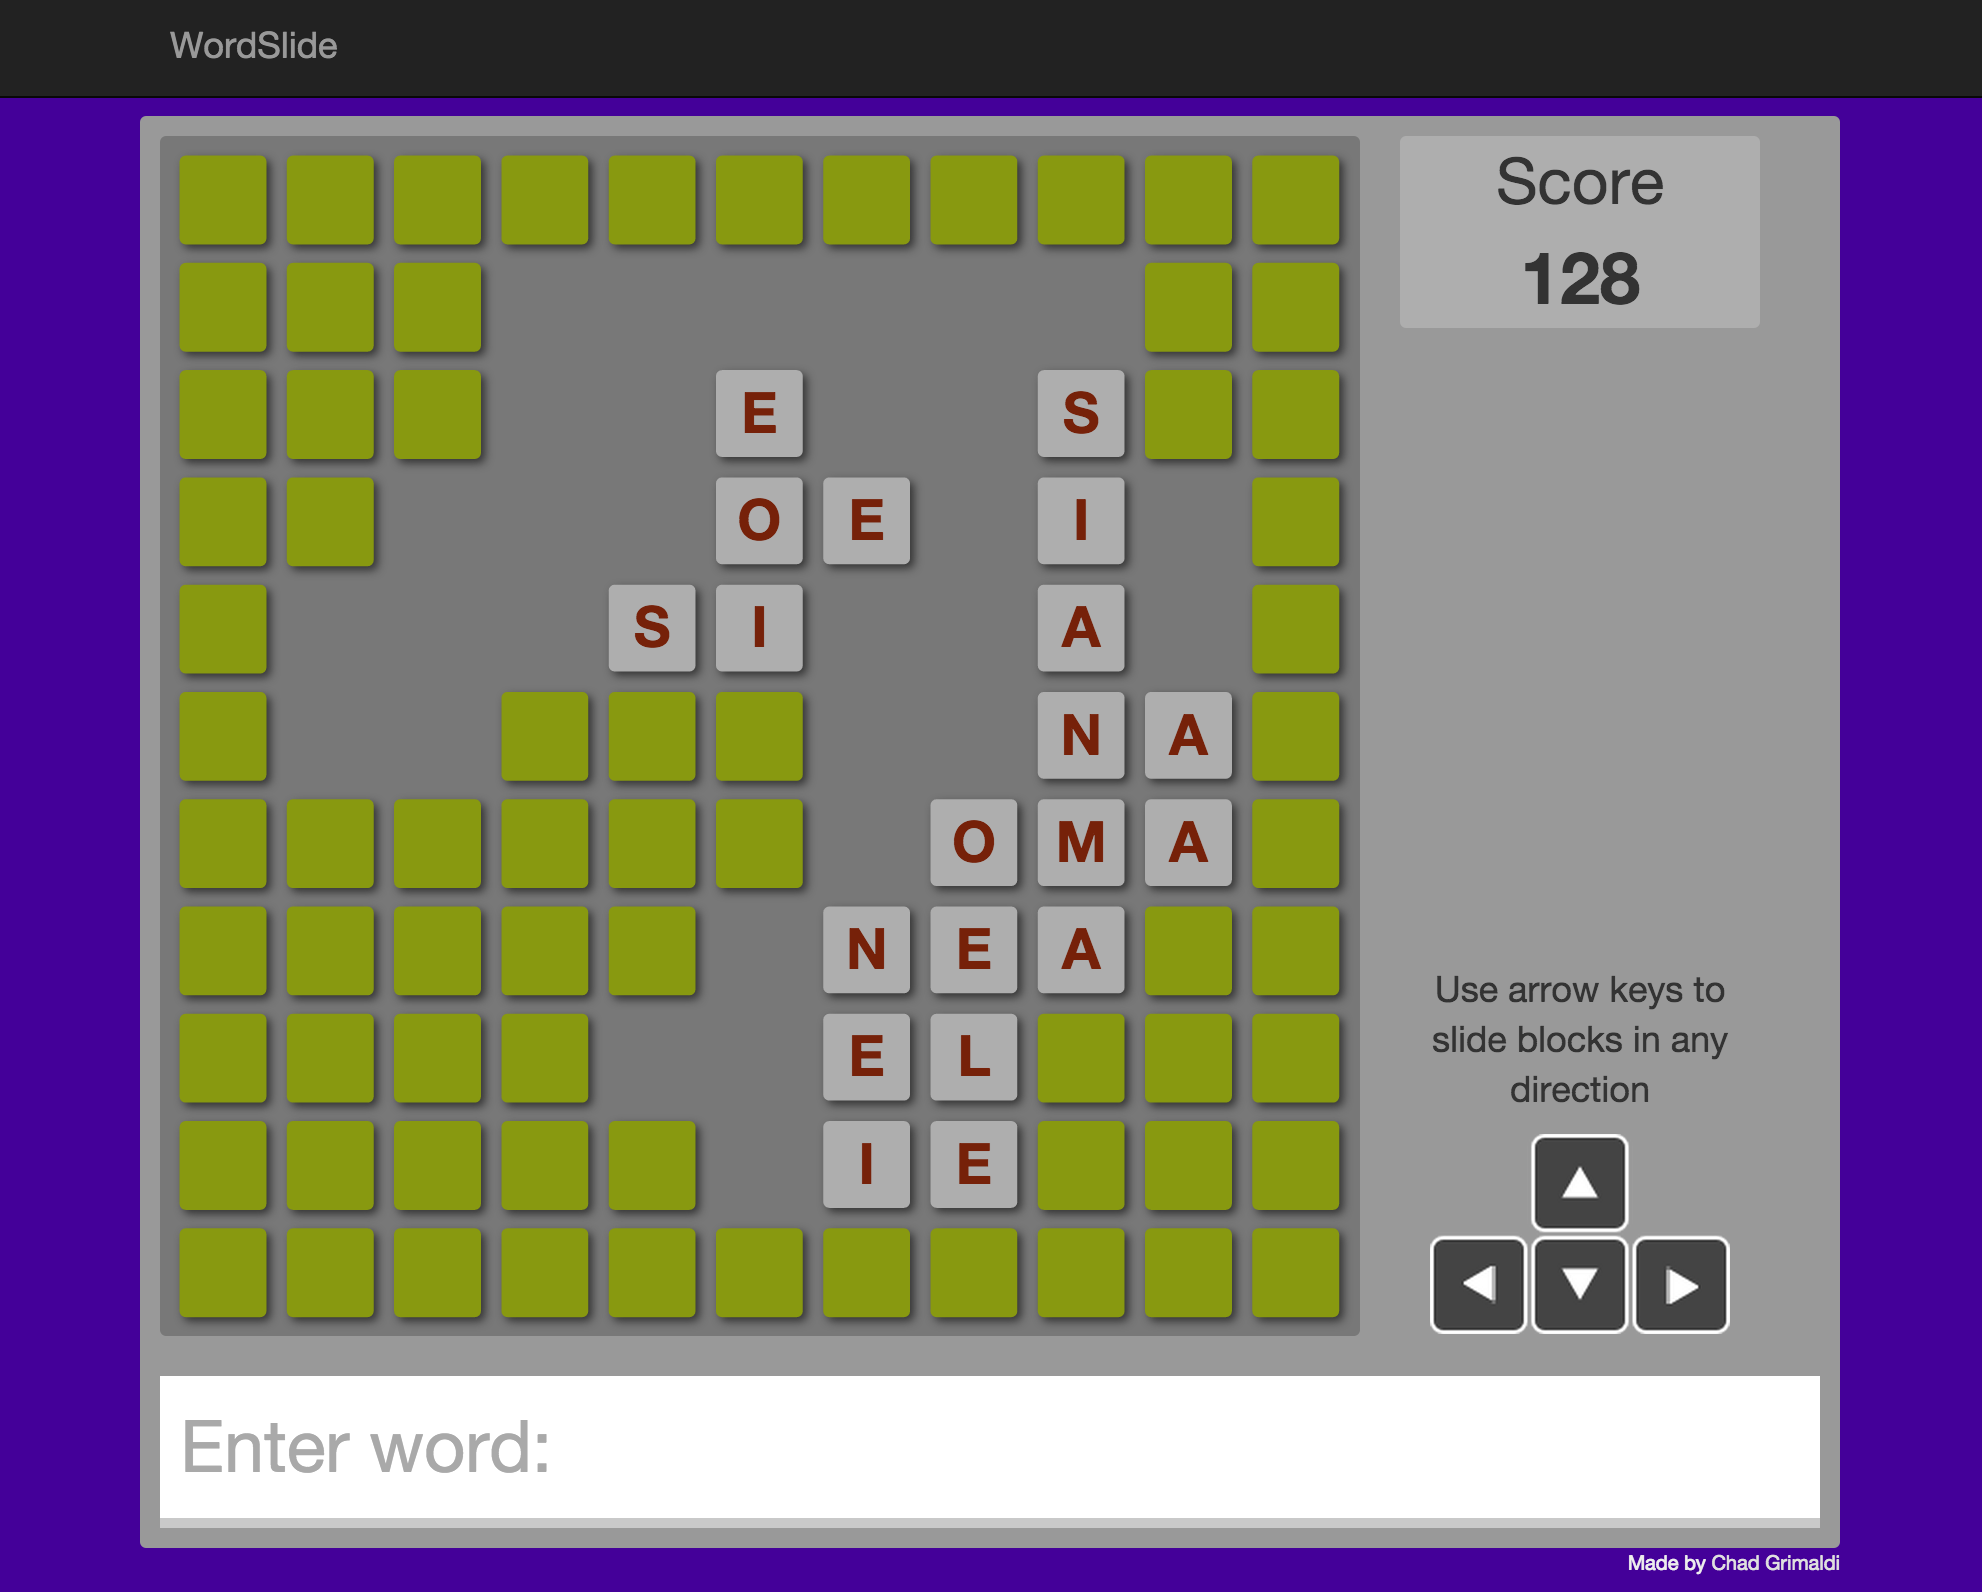 WordSlide
Score
128
E S
O E I
S I A
N A
O M A
N E A
E L
I E
Use arrow keys to
slide blocks in any
direction
Enter word:
Made by Chad Grimaldi